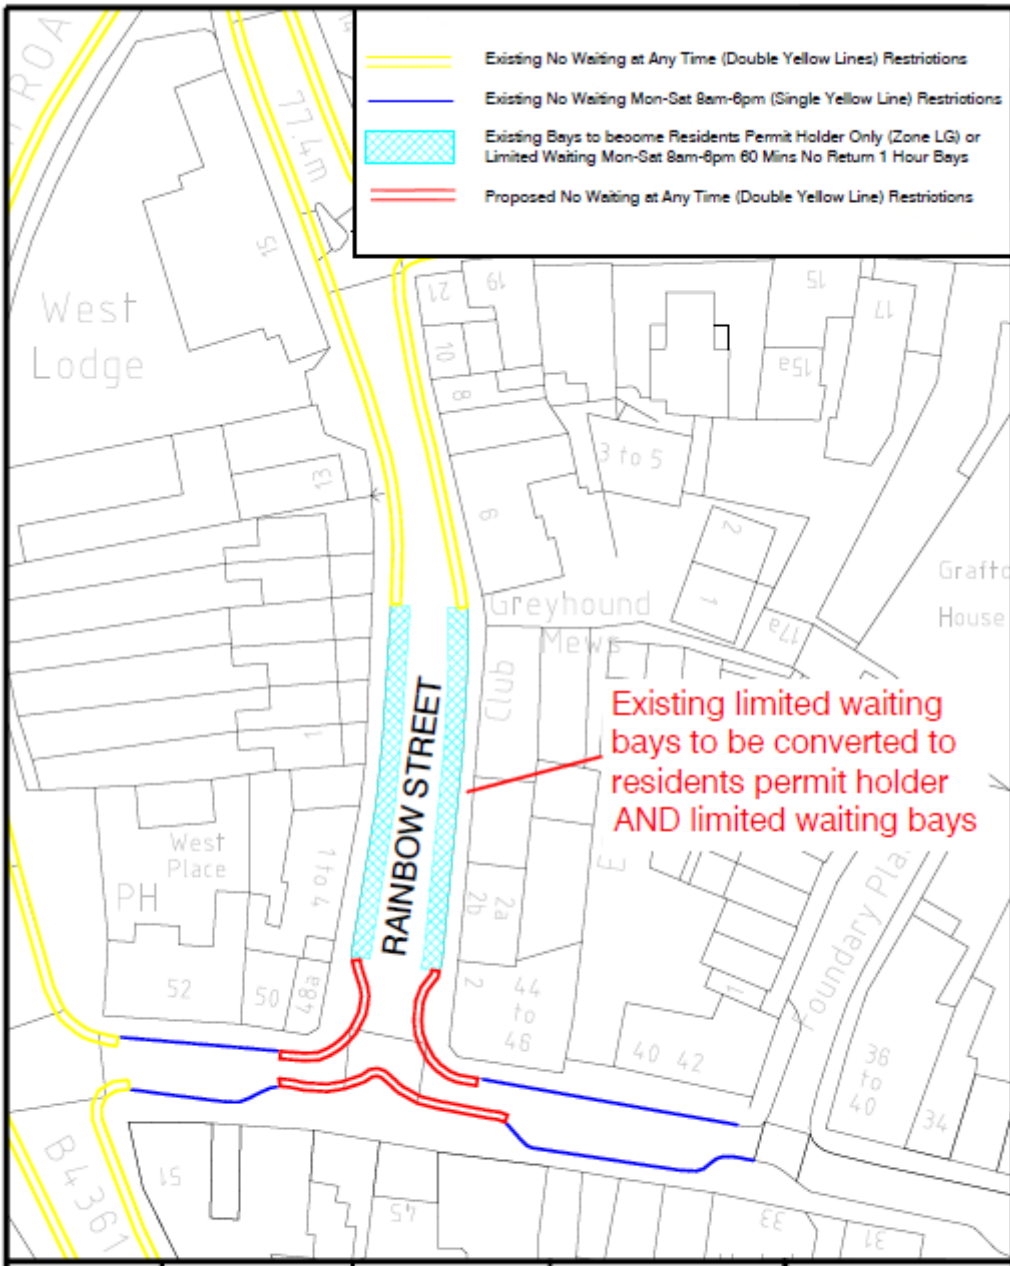 Existing No Waiting at Any Time (Double Yellow Lines) Restrictions
Existing No Waiting Mon-Sat 8am-6pm (Single Yellow Line) Restrictions
Existing Bays to become Residents Permit Holder Only (Zone LG) or
Limited Waiting Mon-Sat 8am-6pm 60 Mins No Return 1 Hour Bays
Proposed No Waiting at Any Time (Double Yellow Line) Restrictions
ROA
77.4m
14
15
West
Lodge
21
19
10
8
15
17
15a
3 to 5
13
6
2
1
17a
Grafto
House
Greyhound
Mews
Club
RAINBOW STREET
Existing limited waiting
bays to be converted to
residents permit holder
AND limited waiting bays
1
West
Place
PH
1 to 4
2b
2a
2
52
50
48a
44
to
46
40 42
1
Foundary Pla
36
to
40
34
B4361
51
45
33
31